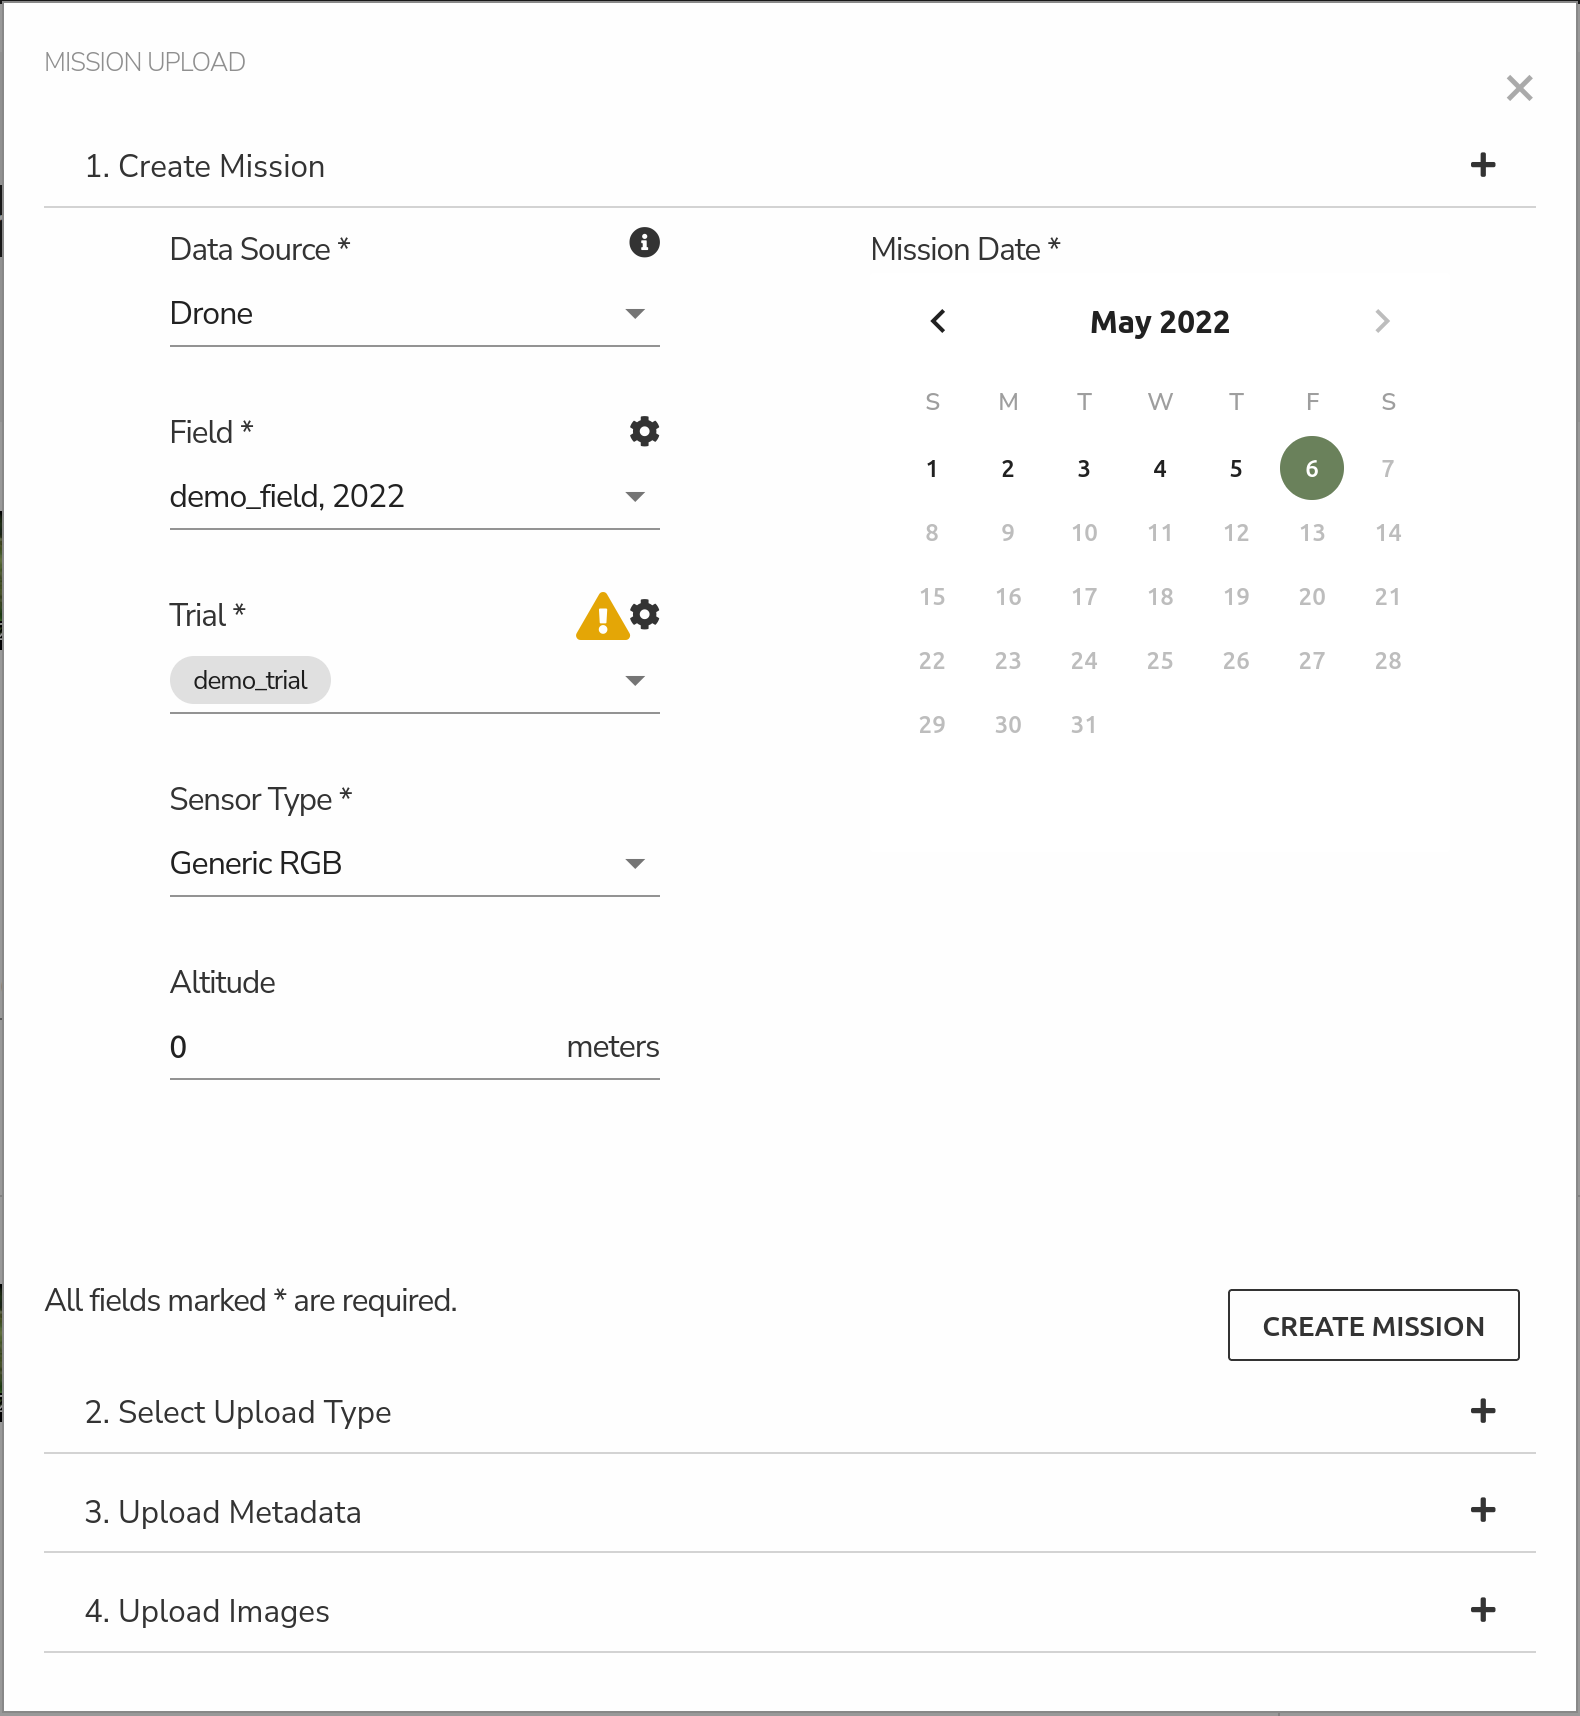 MISSION UPLOAD
1. Create Mission
Data Source *
Drone
Field *
demo_field, 2022
Trial *
demo_trial
Sensor Type *
Generic RGB
Altitude
0 meters
Mission Date *
May 2022
S M T W T F S
1 2 3 4 5 6 7
8 9 10 11 12 13 14
15 16 17 18 19 20 21
22 23 24 25 26 27 28
29 30 31
All fields marked * are required.
CREATE MISSION
2. Select Upload Type
3. Upload Metadata
4. Upload Images